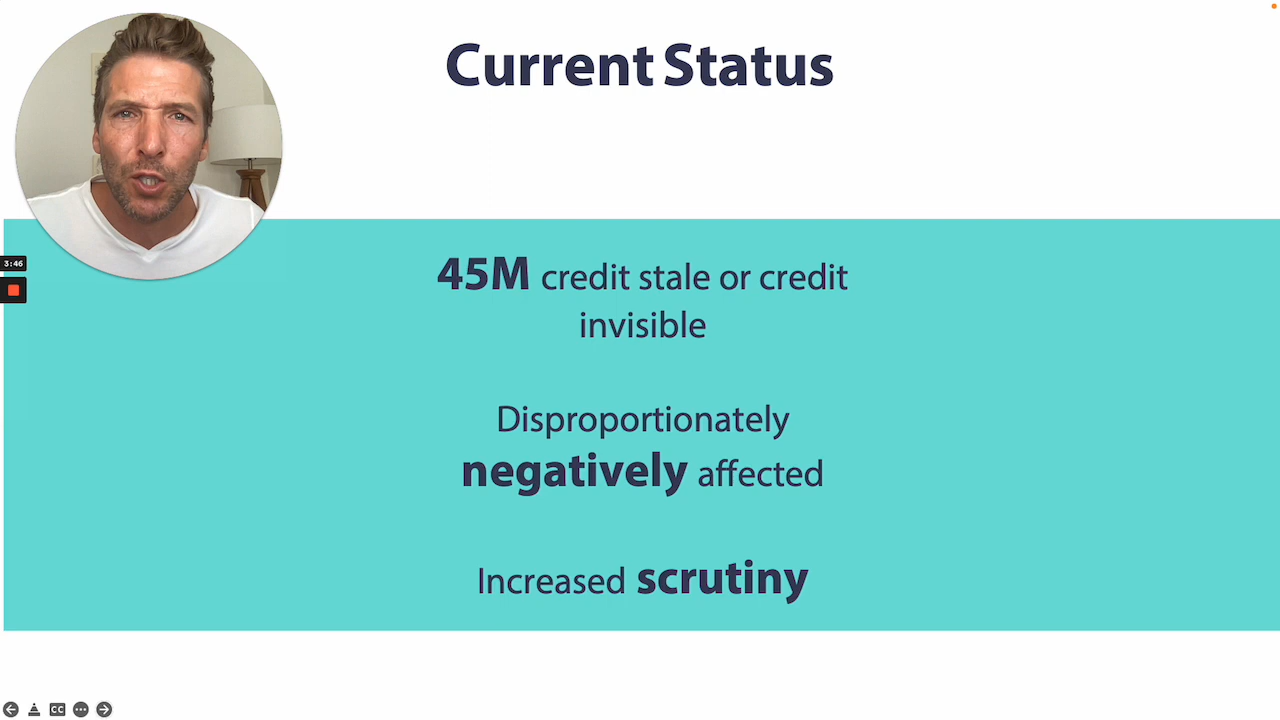 Current Status
45M credit stale or credit
invisible
Disproportionately
negatively affected
Increased scrutiny
3:46
CC